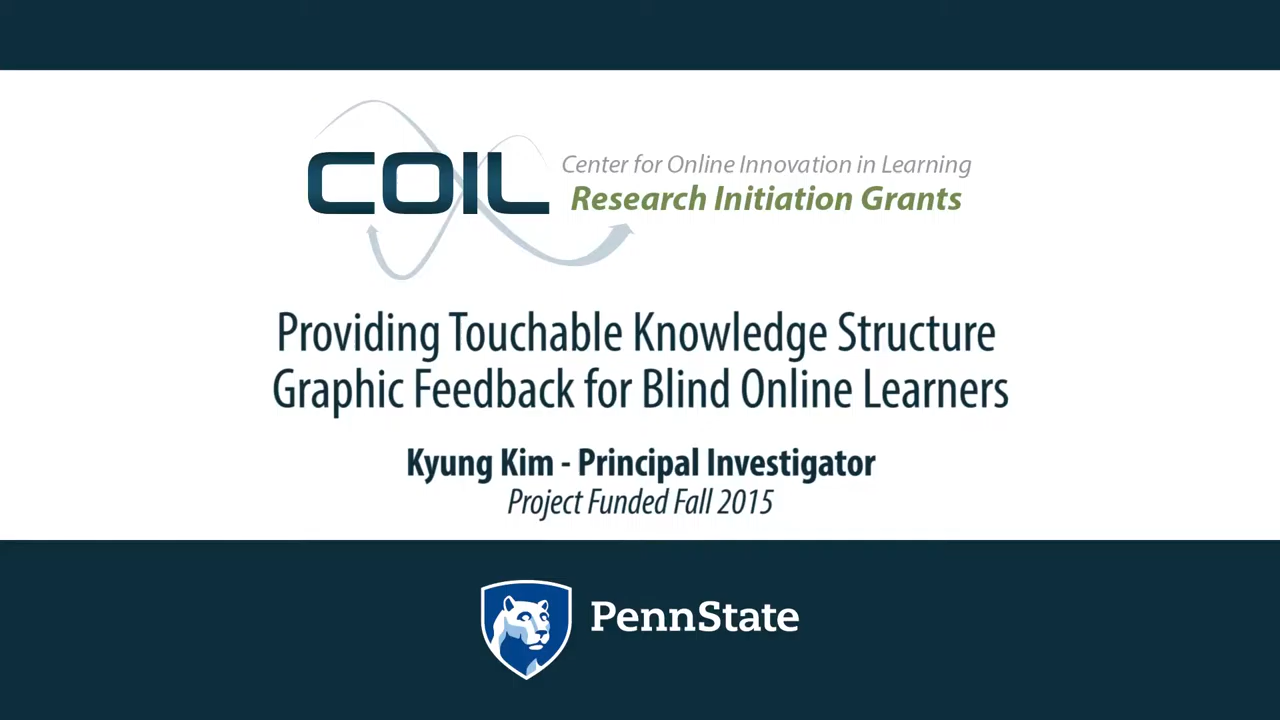 COIL
Center for Online Innovation in Learning
Research Initiation Grants
Providing Touchable Knowledge Structure
Graphic Feedback for Blind Online Learners
Kyung Kim - Principal Investigator
Project Funded Fall 2015
PennState